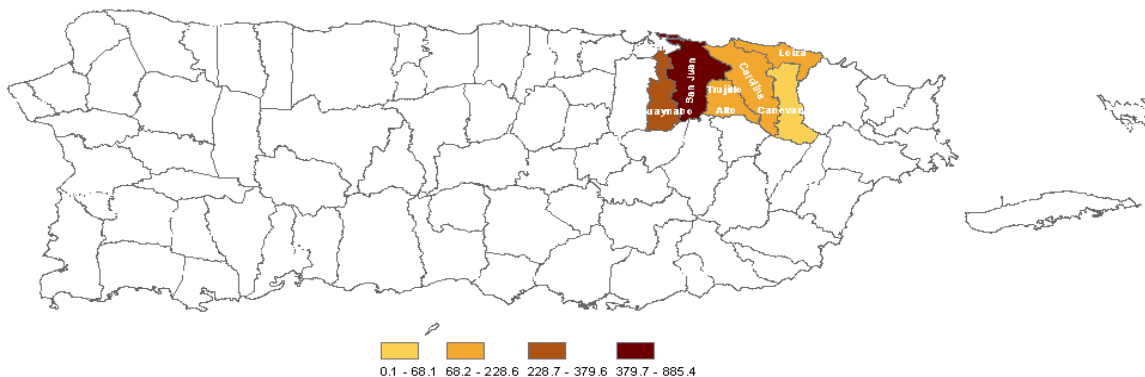 Loiza
San Juan
Carolina
Trujillo
Alto
uaynabo
Canóvan
0.1 - 68.1 68.2 - 228.6 228.7 - 379.6 379.7 - 885.4